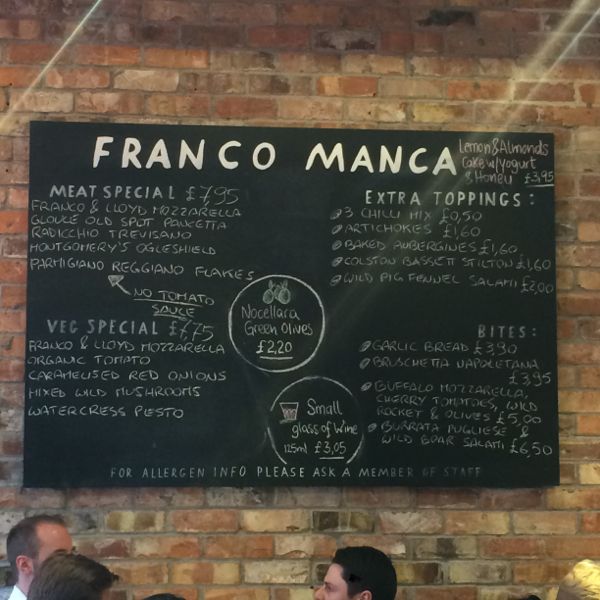 FRANCO MANCA
Lemon & Almonds
Cake w/yogurt
& Honey £3,95
MEAT SPECIAL £7,95
FRANCO & LLOYD MOZZARELLA
GLOUCE OLD SPOT PANCETTA
RADICCHIO TREVISANO
MONTGOMERY'S OGLESHIELD
PARMIGIANO REGGIANO FLAKES
NO TOMATO
SAUCE
VEG SPECIAL £7,75
FRANCO & LLOYD MOZZARELLA
ORGANIC TOMATO
CARAMELISED RED ONIONS
MIXED WILD MUSHROOMS
WATERCRESS PESTO
Nocellara
Green Olives
£2,20
Small
glass of Wine
125ml £3,05
EXTRA TOPPINGS:
3 CHILLI MIX £0,50
ARTICHOKES £1,60
BAKED AUBERGINES £1,60
COLSTON BASSETT STILTON £1,60
WILD PIG FENNEL SALAMI £2,00
BITES:
GARLIC BREAD £3,90
BRUSCHETTA NAPOLETANA
£3,95
BUFFALO MOZZARELLA,
CHERRY TOMATOES, WILD
ROCKET & OLIVES £5,00
BURRATA PUGLIESE &
WILD BOAR SALAMI £6,50
FOR ALLERGEN INFO PLEASE ASK A MEMBER OF STAFF